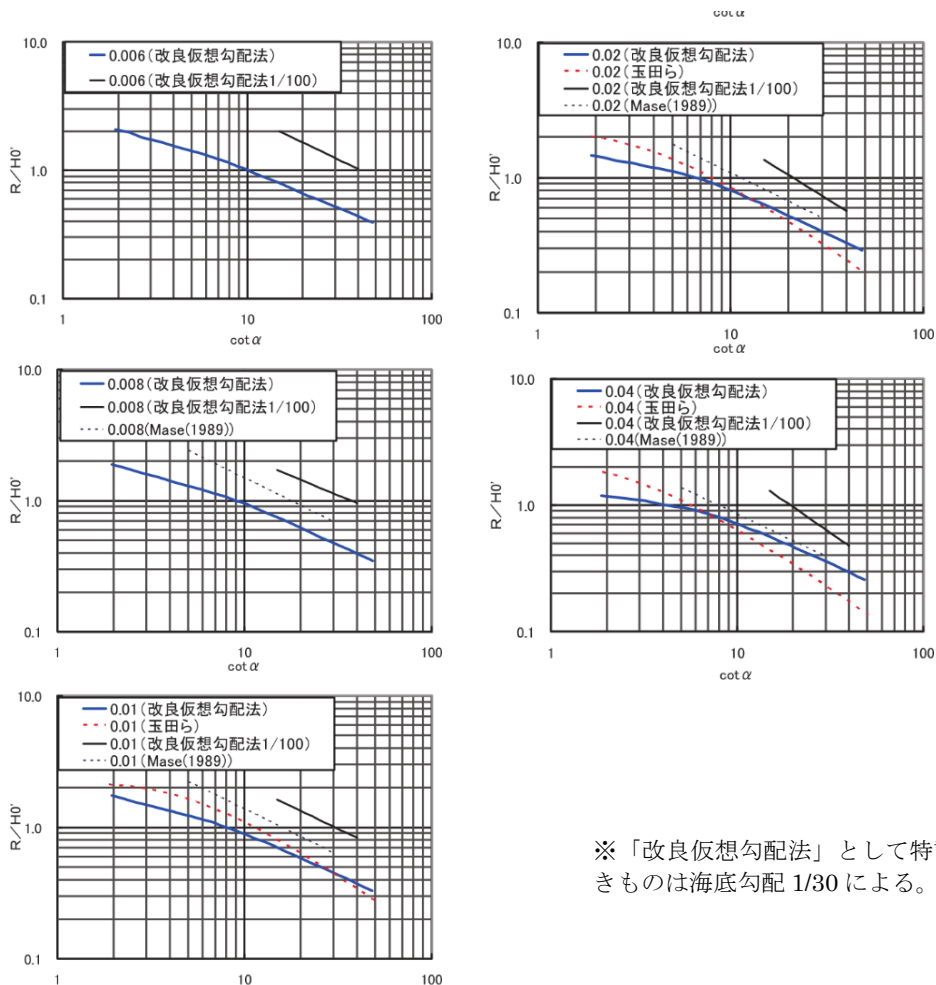 10.0
0.006(改良仮想勾配法)
0.006(改良仮想勾配法1/100)
R/H0'
1.0
0.1
1
10
100
cotα
10.0
0.008(改良仮想勾配法)
0.008(改良仮想勾配法1/100)
0.008(Mase(1989))
R/H0'
1.0
0.1
1
10
100
cotα
10.0
0.01(改良仮想勾配法)
0.01(玉田ら)
0.01(改良仮想勾配法1/100)
0.01(Mase(1989))
R/H0'
1.0
0.1
1
10
100
cotα
10.0
0.02(改良仮想勾配法)
0.02(玉田ら)
0.02(改良仮想勾配法1/100)
0.02(Mase(1989))
R/H0'
1.0
0.1
1
10
100
cotα
10.0
0.04(改良仮想勾配法)
0.04(玉田ら)
0.04(改良仮想勾配法1/100)
0.04(Mase(1989))
R/H0'
1.0
0.1
1
10
100
cotα
※「改良仮想勾配法」として特
きものは海底勾配 1/30 による。